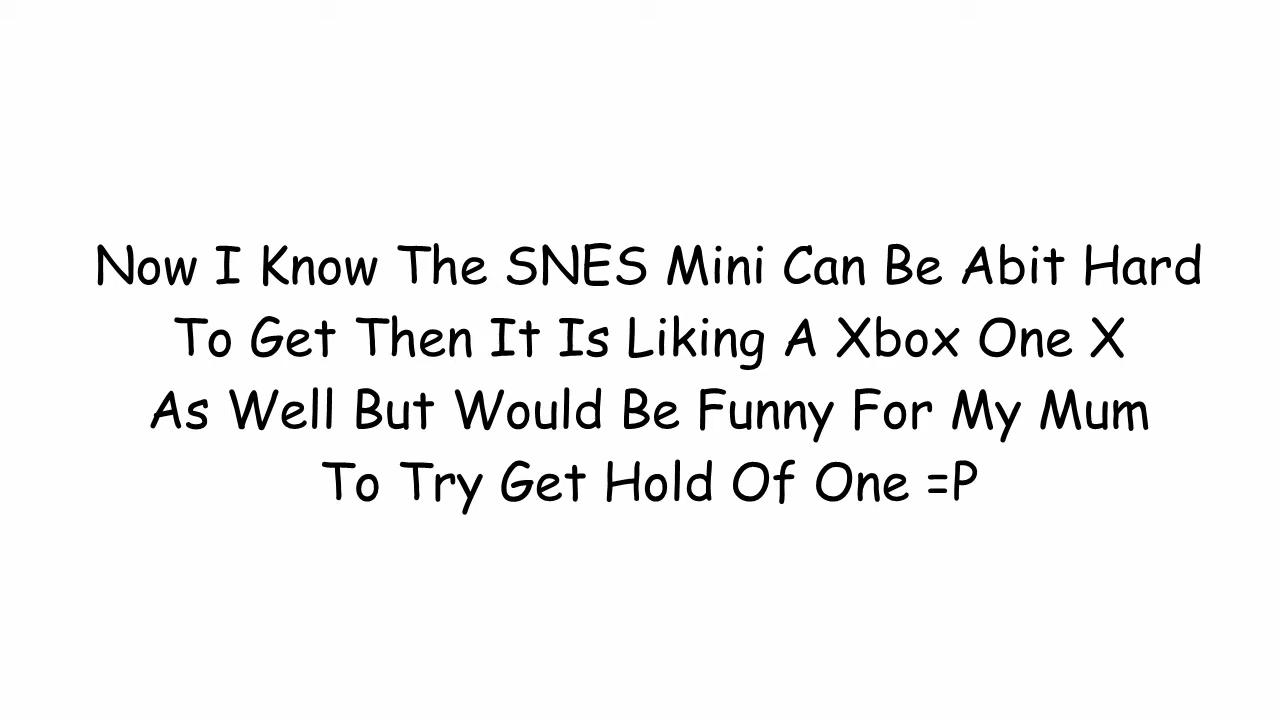 Now I Know The SNES Mini Can Be Abit Hard
To Get Then It Is Liking A Xbox One X
As Well But Would Be Funny For My Mum
To Try Get Hold Of One =P